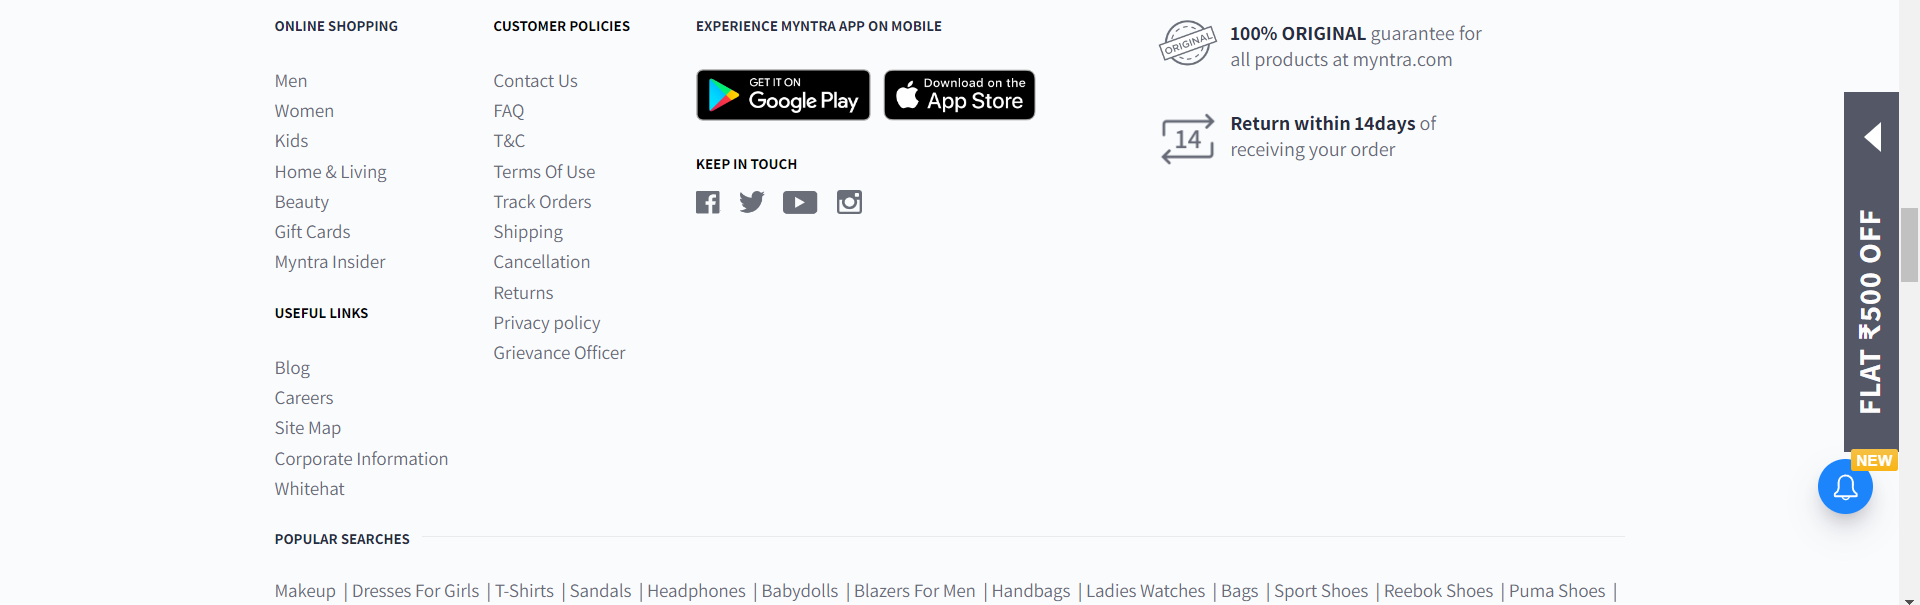 ONLINE SHOPPING
Men
Women
Kids
Home & Living
Beauty
Gift Cards
Myntra Insider
USEFUL LINKS
Blog
Careers
Site Map
Corporate Information
Whitehat
CUSTOMER POLICIES
Contact Us
FAQ
T&C
Terms Of Use
Track Orders
Shipping
Cancellation
Returns
Privacy policy
Grievance Officer
EXPERIENCE MYNTRA APP ON MOBILE
GET IT ON
Google Play
Download on the
App Store
KEEP IN TOUCH
ORIGINAL
100% ORIGINAL guarantee for
all products at myntra.com
14
Return within 14days of
receiving your order
FLAT ₹500 OFF
NEW
POPULAR SEARCHES
Makeup | Dresses For Girls | T-Shirts | Sandals | Headphones | Babydolls | Blazers For Men | Handbags | Ladies Watches | Bags | Sport Shoes | Reebok Shoes | Puma Shoes |